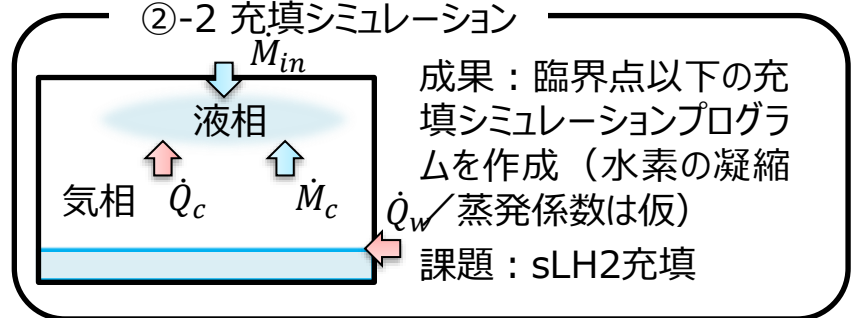 ②-2 充填シミュレーション
Ṁin
液相
気相
Q̇c
Ṁc
Q̇w
成果：臨界点以下の充
填シミュレーションプログラ
ムを作成（水素の凝縮
／蒸発係数は仮）
課題：sLH2充填